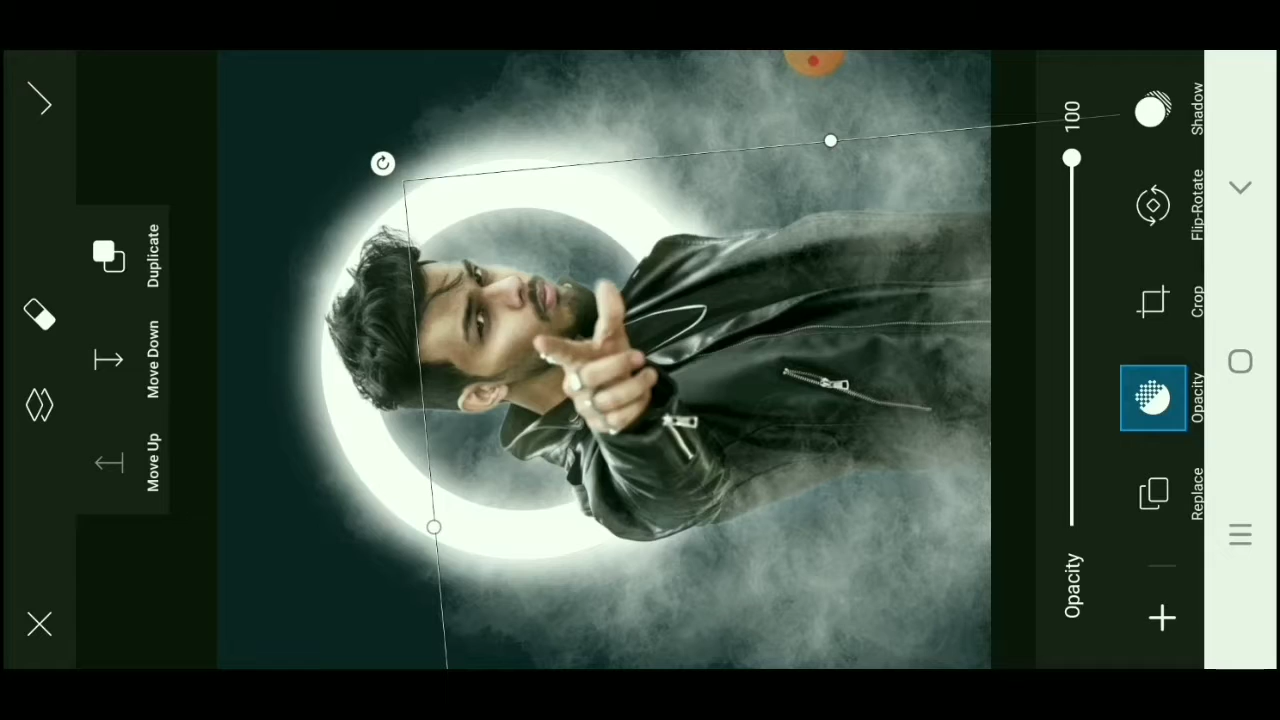 Duplicate
Move Down
Move Up
100
Opacity
Shadow
Flip-Rotate
Crop
Opacity
Replace